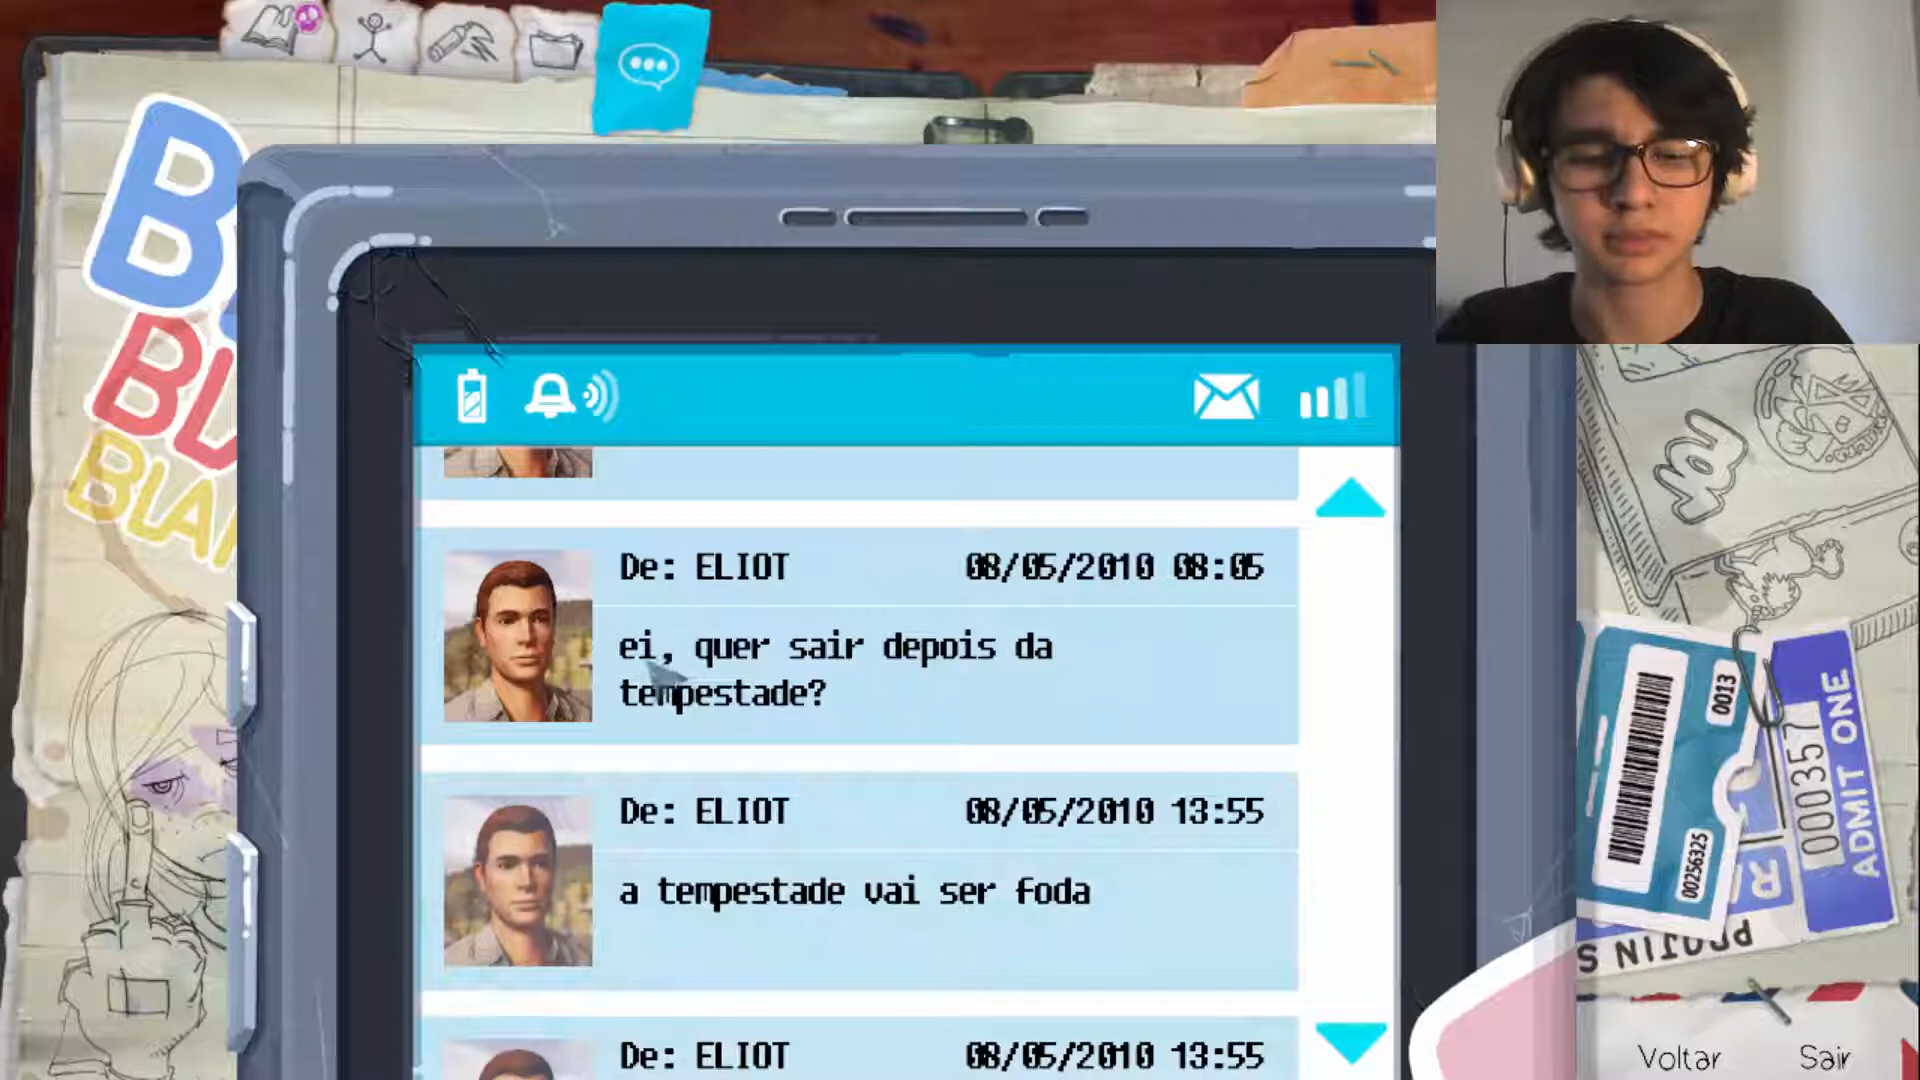 De: ELIOT 08/05/2010 08:05
ei, quer sair depois da
tempestade?
De: ELIOT 08/05/2010 13:55
a tempestade vai ser foda
De: ELIOT 08/05/2010 13:55
0013
00256325
000357
ADMIT ONE
Voltar Sair